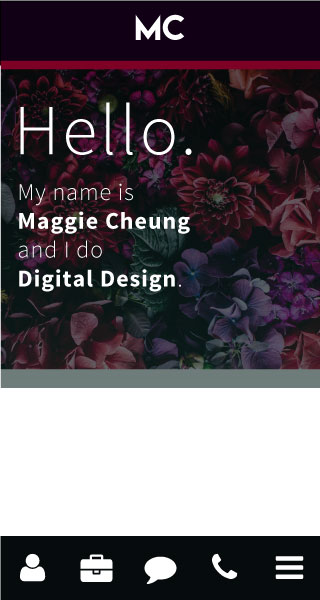 MC
Hello.
My name is
Maggie Cheung
and I do
Digital Design.